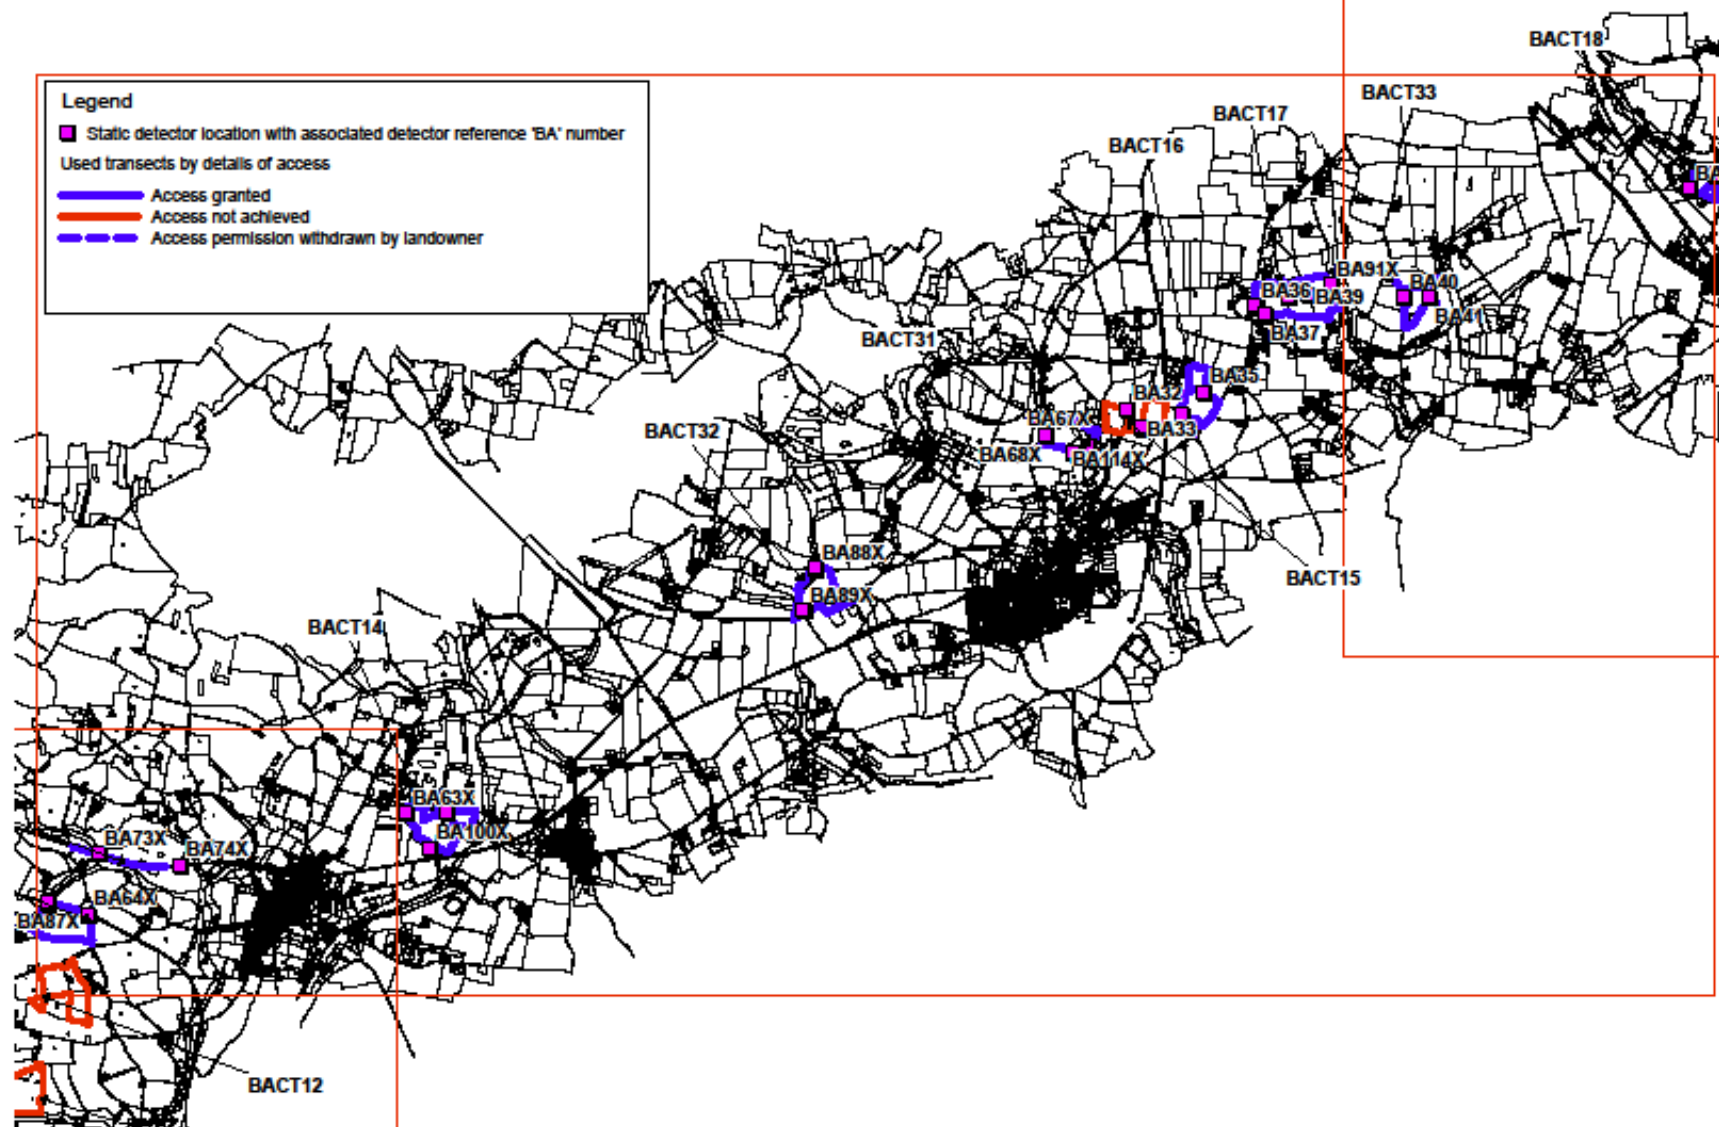 Legend
Static detector location with associated detector reference 'BA' number
Used transects by details of access
Access granted
Access not achieved
Access permission withdrawn by landowner
BACT18
BACT33
BACT17
BACT16
BA
BA91X
BA40
BA36
BA39
BA41
BA37
BACT31
BA35
BA32
BA67X
BA33
BACT32
BA68X
BA114X
BA88X
BACT15
BA89X
BACT14
BA63X
BA100X
BA73X
BA74X
BA64X
BA87X
BACT12